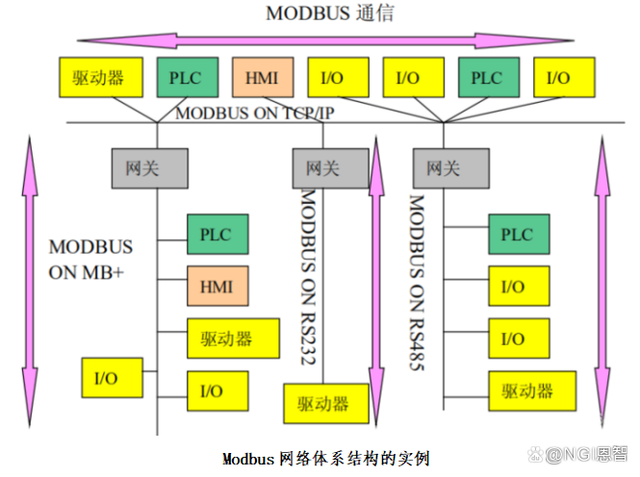 MODBUS 通信
驱动器
PLC
HMI
I/O
I/O
PLC
I/O
MODBUS ON TCP/IP
网关
网关
网关
MODBUS
ON MB+
PLC
HMI
驱动器
I/O
I/O
MODBUS ON RS232
驱动器
MODBUS ON RS485
PLC
I/O
I/O
驱动器
Modbus 网络体系结构的实例
@NGI恩智